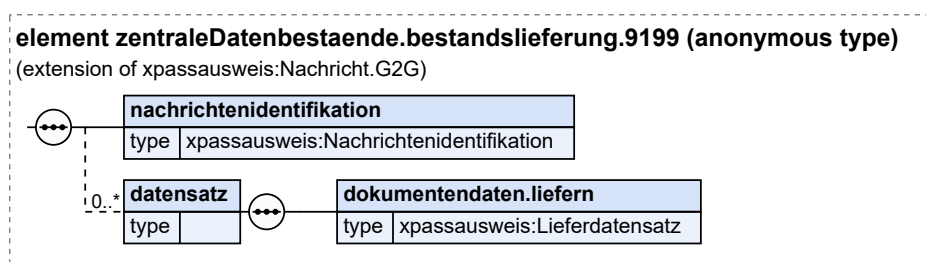 element zentraleDatenbestaende.bestandslieferung.9199 (anonymous type)
(extension of xpassausweis:Nachricht.G2G)
nachrichtenidentifikation
type xpassausweis:Nachrichtenidentifikation
0..* datensatz dokumentendaten.liefern
type type xpassausweis:Lieferdatensatz